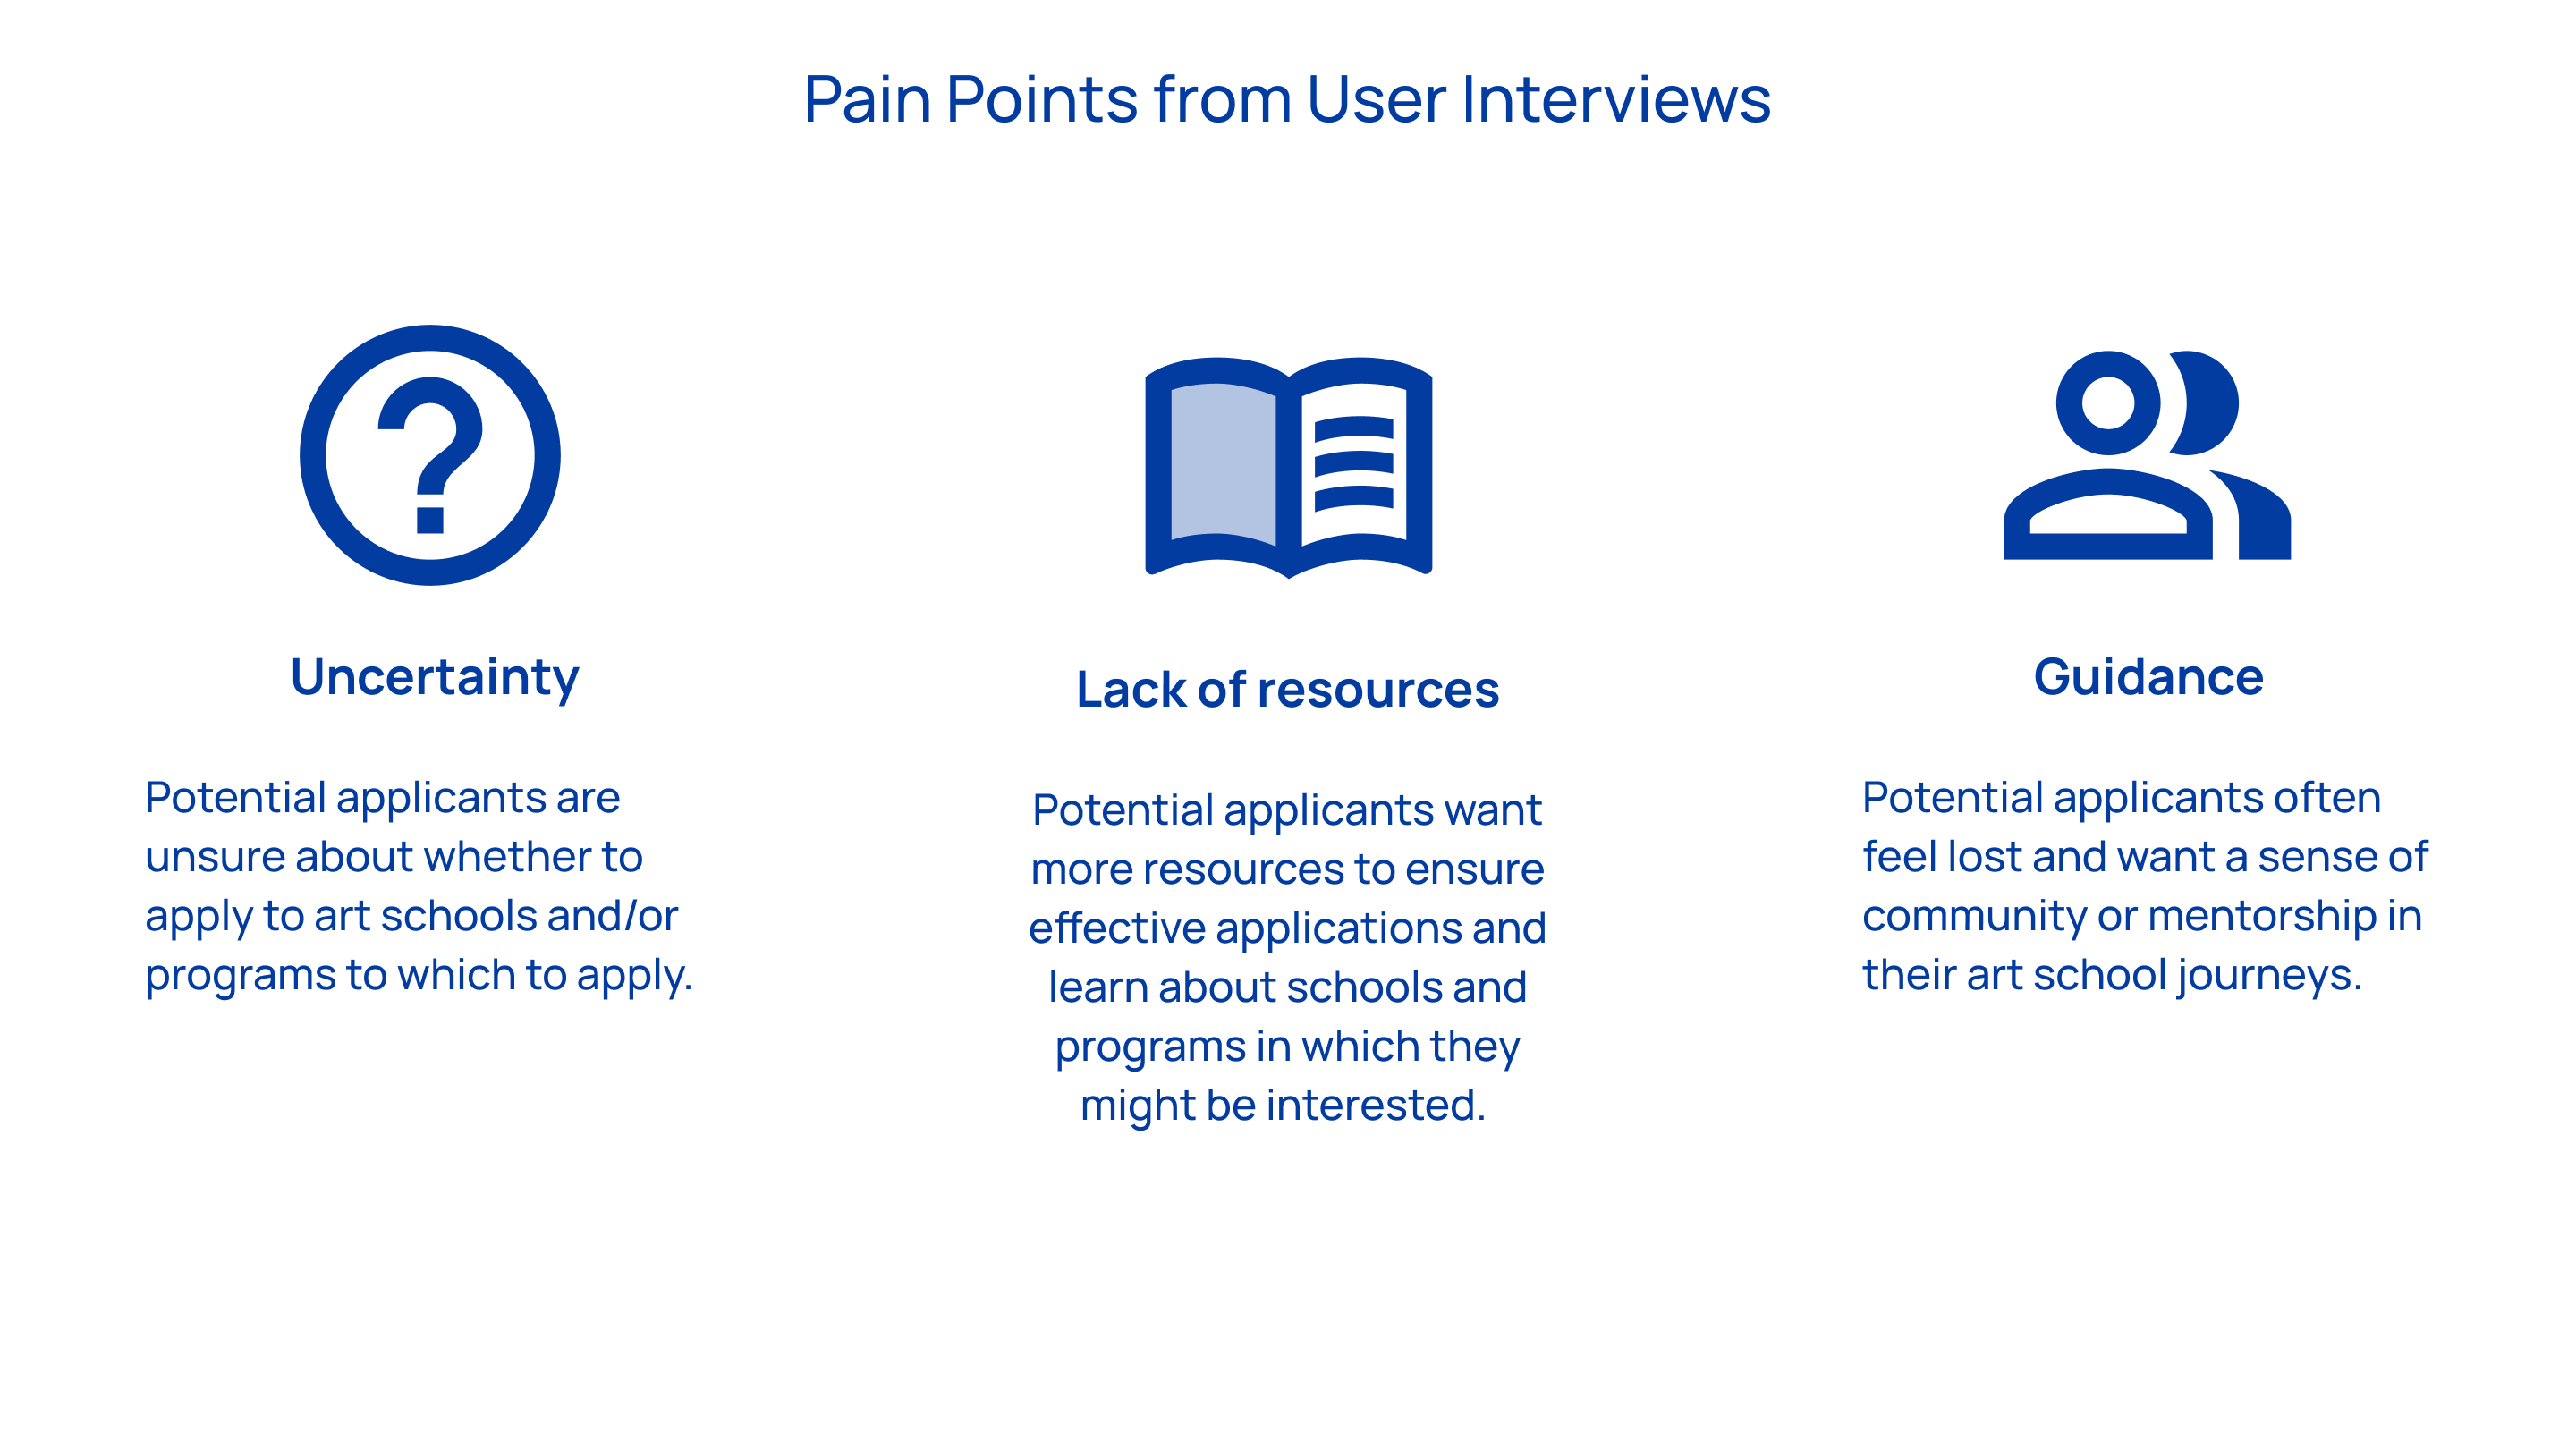 Pain Points from User Interviews
Uncertainty
Potential applicants are
unsure about whether to
apply to art schools and/or
programs to which to apply.
Lack of resources
Potential applicants want
more resources to ensure
effective applications and
learn about schools and
programs in which they
might be interested.
Guidance
Potential applicants often
feel lost and want a sense of
community or mentorship in
their art school journeys.